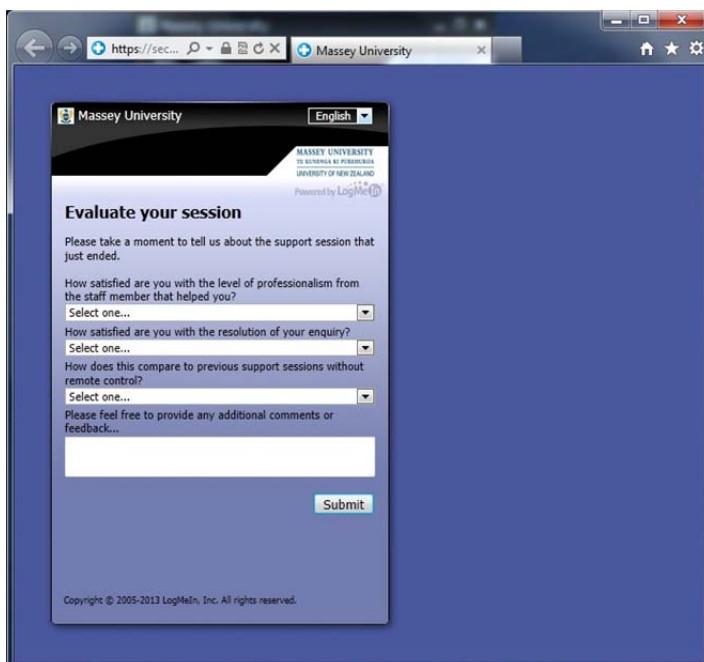 https://sec...
Massey University
Massey University
English
MASSEY UNIVERSITY
TE KUNENGA KI PŪREHUROA
UNIVERSITY OF NEW ZEALAND
Powered by LogMeIn
Evaluate your session
Please take a moment to tell us about the support session that
just ended.
How satisfied are you with the level of professionalism from
the staff member that helped you?
Select one...
How satisfied are you with the resolution of your enquiry?
Select one...
How does this compare to previous support sessions without
remote control?
Select one...
Please feel free to provide any additional comments or
feedback...
Submit
Copyright © 2005-2013 LogMeIn, Inc. All rights reserved.